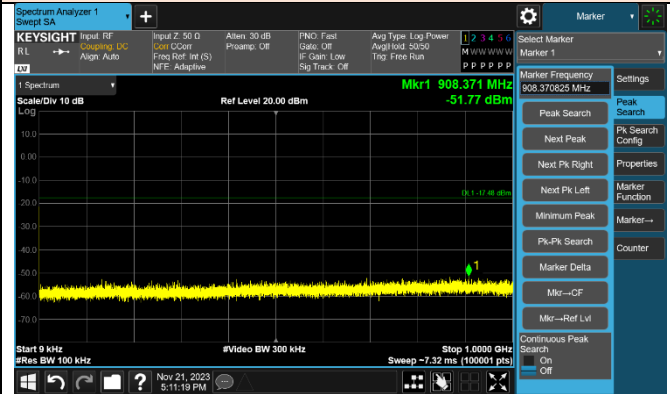 Spectrum Analyzer 1
Swept SA
+
Marker
KEYSIGHT
RL
LV
Input: RF
Coupling: DC
Align: Auto
Input Z: 50 Ω
Corr CCorr
Freq Ref: Int (S)
NFE: Adaptive
Atten: 30 dB
Preamp: Off
PNO: Fast
Gate: Off
IF Gain: Low
Sig Track: Off
Avg Type: Log-Power
Avg|Hold: 50/50
Trig: Free Run
1 2 3 4 5 6
M W W W W W
P P P P P P
Select Marker
Marker 1
1 Spectrum
Scale/Div 10 dB
Log
Ref Level 20.00 dBm
Mkr1 908.371 MHz
-51.77 dBm
10.0
0.00
-10.0
-20.0
-30.0
-40.0
-50.0
-60.0
-70.0
DL1 -17.48 dBm
1
Start 9 kHz
#Res BW 100 kHz
#Video BW 300 kHz
Stop 1.0000 GHz
Sweep ~7.32 ms (100001 pts)
Marker Frequency
908.370825 MHz
Peak Search
Next Peak
Next Pk Right
Next Pk Left
Minimum Peak
Pk-Pk Search
Marker Delta
Mkr→CF
Mkr→Ref Lvl
Continuous Peak
Search
On
Off
Settings
Peak
Search
Pk Search
Config
Properties
Marker
Function
Marker→
Counter
?
Nov 21, 2023
5:11:19 PM